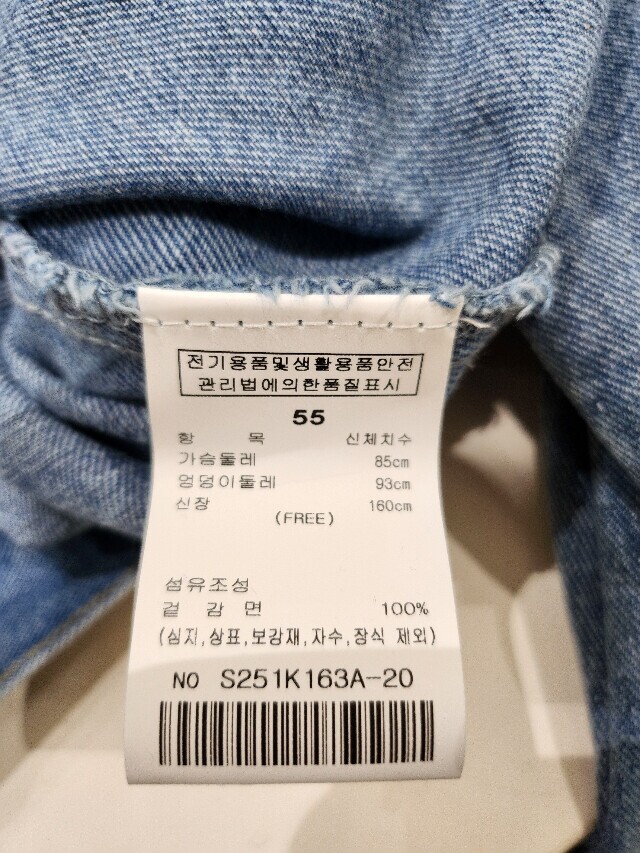 전기용품및생활용품안전
관리법에의한품질표시
55
항 목 신체치수
가슴둘레 85cm
엉덩이둘레 93cm
신장 160cm
(FREE)
섬유조성
겉감 면 100%
(심지,상표,보강재,자수,장식 제외)
NO S251K163A-20